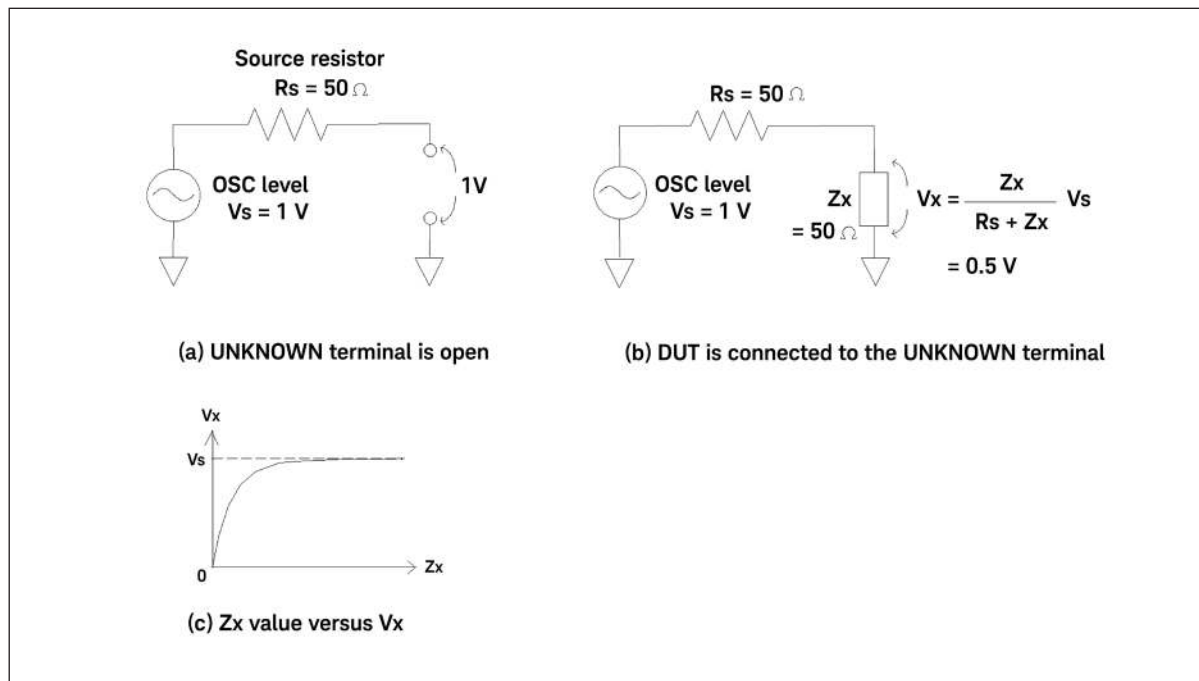 Source resistor
Rs = 50 Ω
OSC level
Vs = 1 V
1V
(a) UNKNOWN terminal is open
Rs = 50 Ω
OSC level
Vs = 1 V
Zx
= 50 Ω
Vx = Zx / Rs + Zx Vs
= 0.5 V
(b) DUT is connected to the UNKNOWN terminal
Vx
Vs
0
Zx
(c) Zx value versus Vx